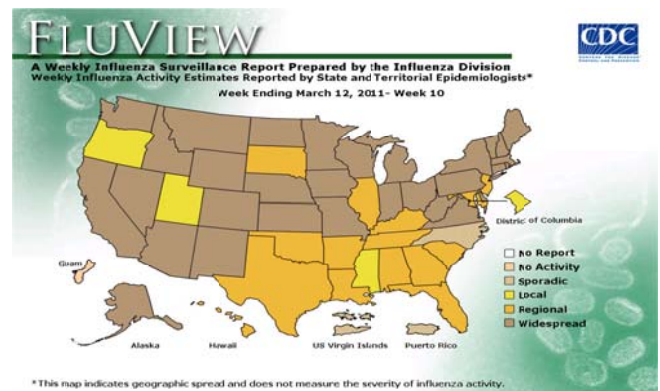 FLUVIEW
CDC
A Weekly Influenza Surveillance Report Prepared by the Influenza Division
Weekly Influenza Activity Estimates Reported by State and Territorial Epidemiologists*
Week Ending March 12, 2011- Week 10
District of Columbia
Guam
No Report
No Activity
Sporadic
Local
Regional
Widespread
Alaska
Hawaii
US Virgin Islands
Puerto Rico
*This map indicates geographic spread and does not measure the severity of influenza activity.